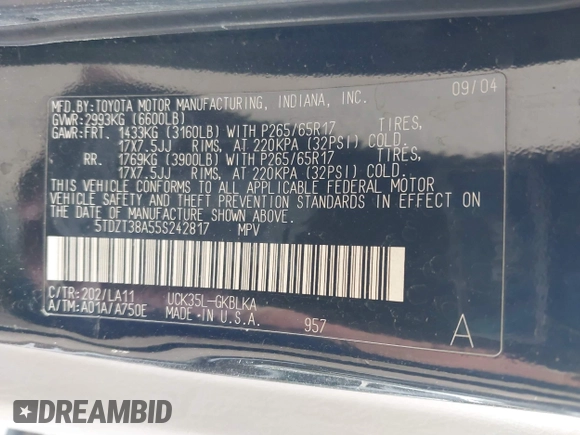 MFD.BY:TOYOTA MOTOR MANUFACTURING, INDIANA, INC. 09/04
GVWR:2993KG (6600LB)
GAWR:FRT. 1433KG (3160LB) WITH P265/65R17 TIRES,
17X7.5JJ RIMS, AT 220KPA (32PSI) COLD.
RR. 1769KG (3900LB) WITH P265/65R17 TIRES,
17X7.5JJ RIMS, AT 220KPA (32PSI) COLD.
THIS VEHICLE CONFORMS TO ALL APPLICABLE FEDERAL MOTOR
VEHICLE SAFETY AND THEFT PREVENTION STANDARDS IN EFFECT ON
THE DATE OF MANUFACTURE SHOWN ABOVE.
5TDZT38A55S242817 MPV
C/TR:202/LA11 UCK35L-GKBLKA
A/TM:A01A/A750E MADE IN U.S.A. 957 A
DREAMBID